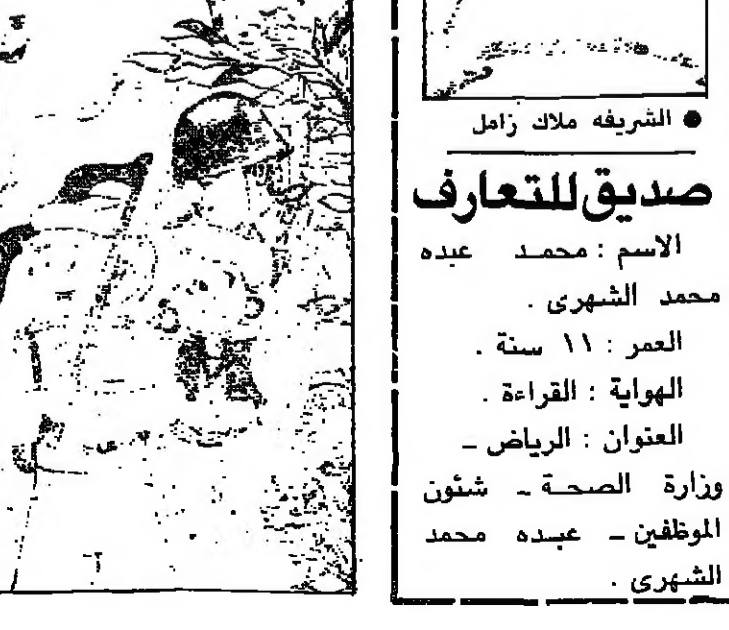 ● الشريفه ملاك زامل
صديق للتعارف
الاسم : محمد عبده
محمد الشهرى .
العمر : ١١ سنة .
الهواية : القراءة .
العنوان : الرياض ـ
وزارة الصحة ـ شئون
الموظفين ـ عبده محمد
الشهرى .